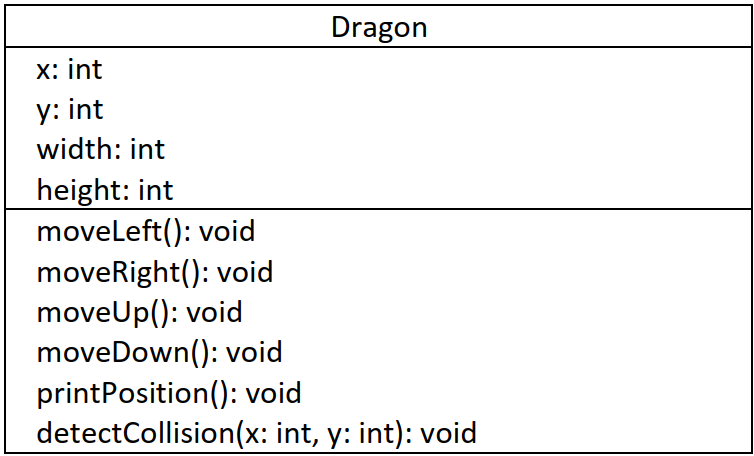 Dragon
x: int
y: int
width: int
height: int
moveLeft(): void
moveRight(): void
moveUp(): void
moveDown(): void
printPosition(): void
detectCollision(x: int, y: int): void